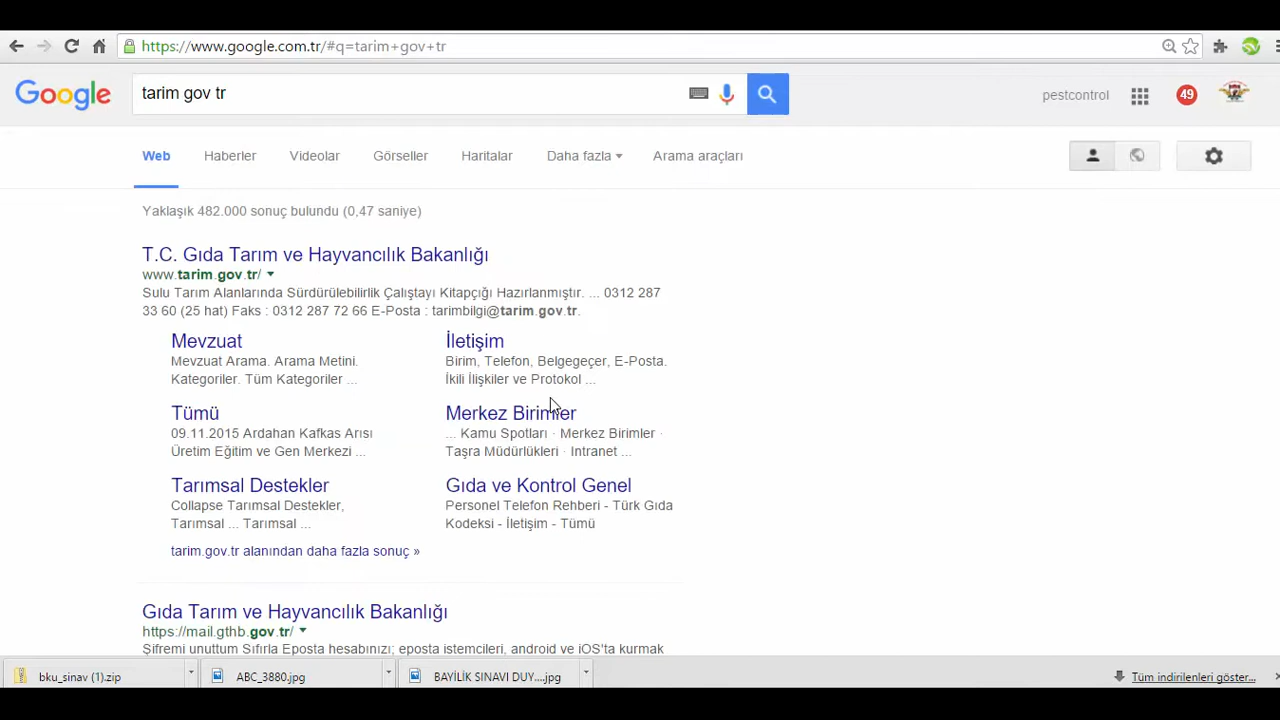 https://www.google.com.tr/#q=tarim+gov+tr
Google
tarim gov tr
pestcontrol
49
Web Haberler Videolar Görseller Haritalar Daha fazla Arama araçları
Yaklaşık 482.000 sonuç bulundu (0,47 saniye)
T.C. Gıda Tarım ve Hayvancılık Bakanlığı
www.tarim.gov.tr/
Sulu Tarım Alanlarında Sürdürülebilirlik Çalıştayı Kitapçığı Hazırlanmıştır. ... 0312 287
33 60 (25 hat) Faks : 0312 287 72 66 E-Posta : tarimbilgi@tarim.gov.tr.
Mevzuat
Mevzuat Arama. Arama Metini.
Kategoriler. Tüm Kategoriler ...
İletişim
Birim, Telefon, Belgegeçer, E-Posta.
İkili İlişkiler ve Protokol ...
Tümü
09.11.2015 Ardahan Kafkas Arısı
Üretim Eğitim ve Gen Merkezi ...
Merkez Birimler
... Kamu Spotları · Merkez Birimler ·
Taşra Müdürlükleri · Intranet ...
Tarımsal Destekler
Collapse Tarımsal Destekler,
Tarımsal ... Tarımsal ...
Gıda ve Kontrol Genel
Personel Telefon Rehberi - Türk Gıda
Kodeksi - İletişim - Tümü
tarim.gov.tr alanından daha fazla sonuç »
Gıda Tarım ve Hayvancılık Bakanlığı
https://mail.gthb.gov.tr/
Şifremi unuttum Sıfırla Eposta hesabınızı; eposta istemcileri, android ve iOS'ta kurmak
bku_sinav (1).zip
ABC_3880.jpg
BAYİLİK SINAVI DUY....jpg
Tüm indirilenleri göster...